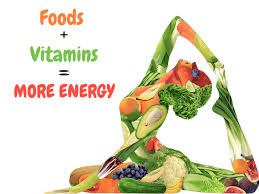 Foods
+
Vitamins
=
MORE ENERGY